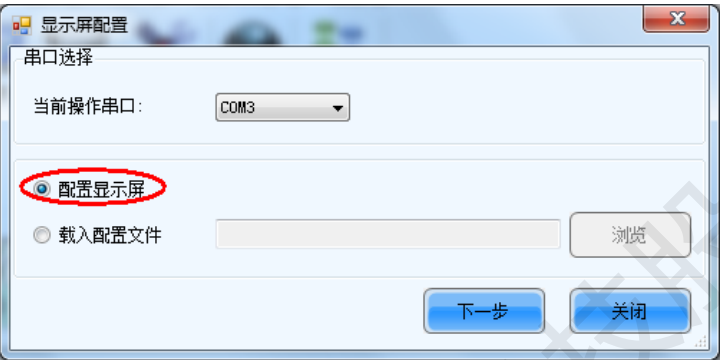 显示屏配置
串口选择
当前操作串口:
COM3
配置显示屏
载入配置文件
浏览
下一步
关闭